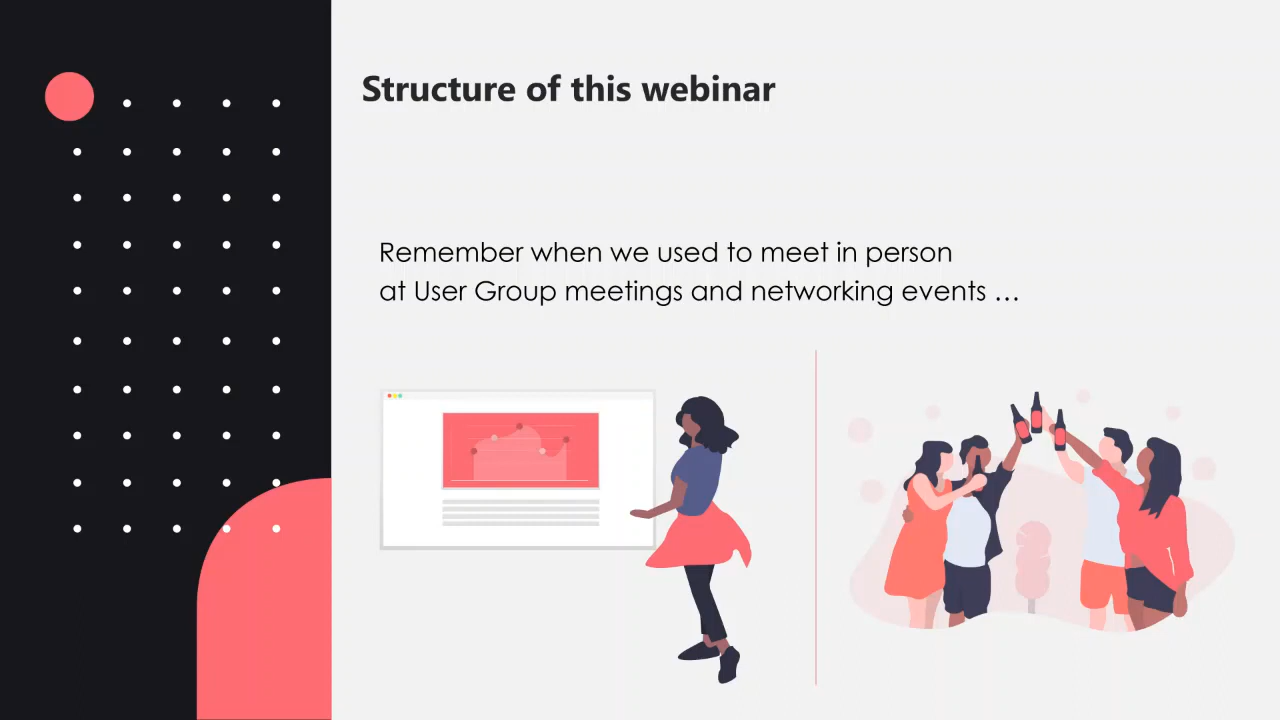 Structure of this webinar
Remember when we used to meet in person
at User Group meetings and networking events …